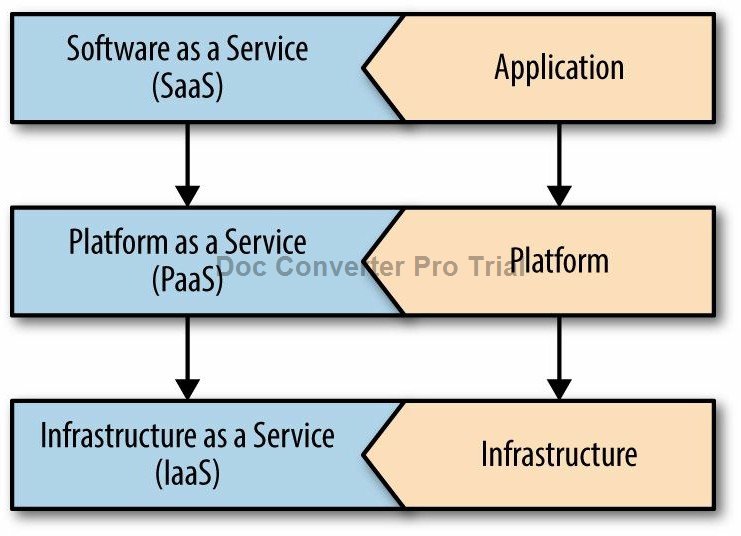 Software as a Service
(SaaS)
Application
Platform as a Service
(PaaS)
Platform
Doc Converter Pro Trial
Infrastructure as a Service
(IaaS)
Infrastructure